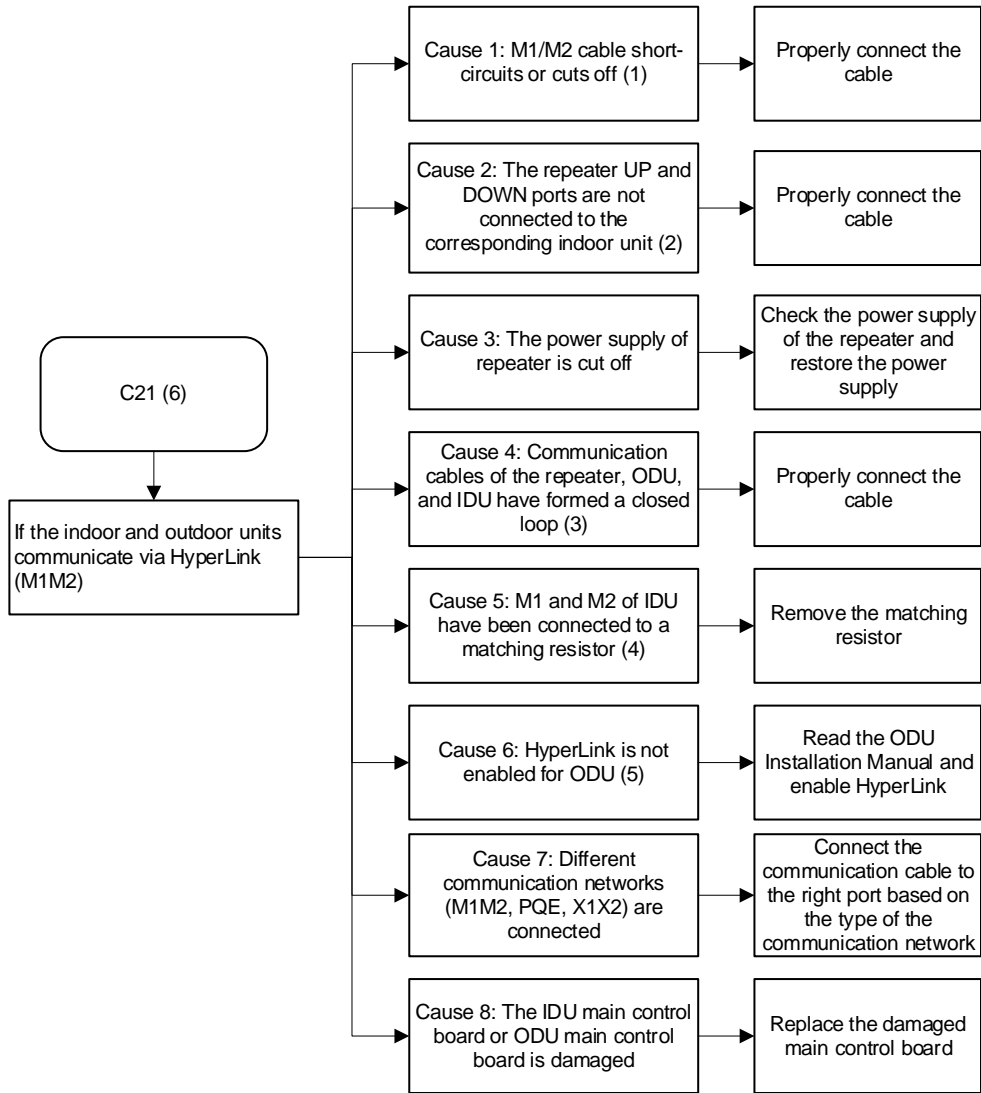 Cause 1: M1/M2 cable short-
circuits or cuts off (1)
Properly connect the
cable
Cause 2: The repeater UP and
DOWN ports are not
connected to the
corresponding indoor unit (2)
Properly connect the
cable
Cause 3: The power supply of
repeater is cut off
Check the power supply
of the repeater and
restore the power
supply
C21 (6)
If the indoor and outdoor units
communicate via HyperLink
(M1M2)
Cause 4: Communication
cables of the repeater, ODU,
and IDU have formed a closed
loop (3)
Properly connect the
cable
Cause 5: M1 and M2 of IDU
have been connected to a
matching resistor (4)
Remove the matching
resistor
Cause 6: HyperLink is not
enabled for ODU (5)
Read the ODU
Installation Manual and
enable HyperLink
Cause 7: Different
communication networks
(M1M2, PQE, X1X2) are
connected
Connect the
communication cable to
the right port based on
the type of the
communication network
Cause 8: The IDU main control
board or ODU main control
board is damaged
Replace the damaged
main control board